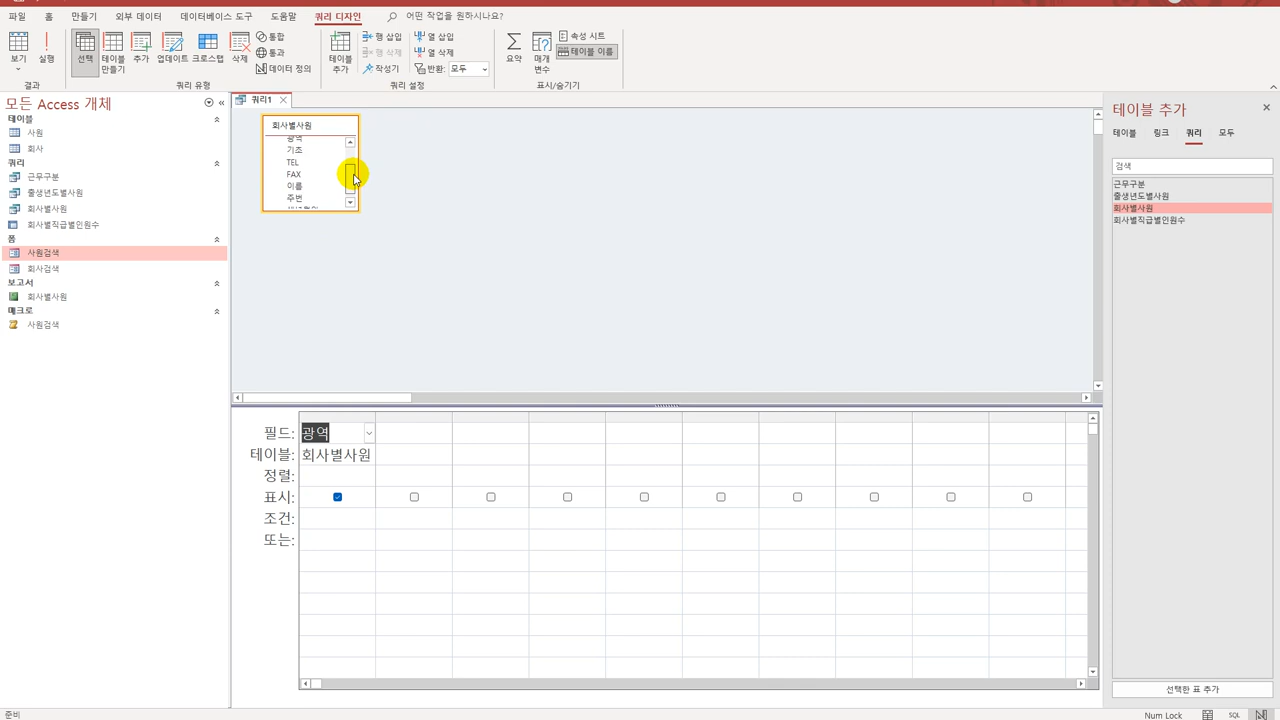 파일 홈 만들기 외부 데이터 데이터베이스 도구 도움말 쿼리 디자인 어떤 작업을 원하시나요?
보기 실행 선택 테이블 만들기 추가 업데이트 크로스탭 삭제
통합
통과
데이터 정의
테이블 추가
행 삽입
행 삭제
작성기
열 삽입
열 삭제
반환: 모두
요약 매개 변수
속성 시트
테이블 이름
결과 쿼리 유형 쿼리 설정 표시/숨기기
모든 Access 개체
테이블
사원
회사
쿼리
근무구분
출생년도별사원
회사별사원
회사별직급별인원수
폼
사원검색
회사검색
보고서
회사별사원
매크로
사원검색
쿼리1
회사별사원
광역
기조
TEL
FAX
이름
주번
필드: 광역
테이블: 회사별사원
정렬:
표시:
조건:
또는:
테이블 추가
테이블 링크 쿼리 모두
검색
근무구분
출생년도별사원
회사별사원
회사별직급별인원수
선택한 표 추가
준비
Num Lock
SQL